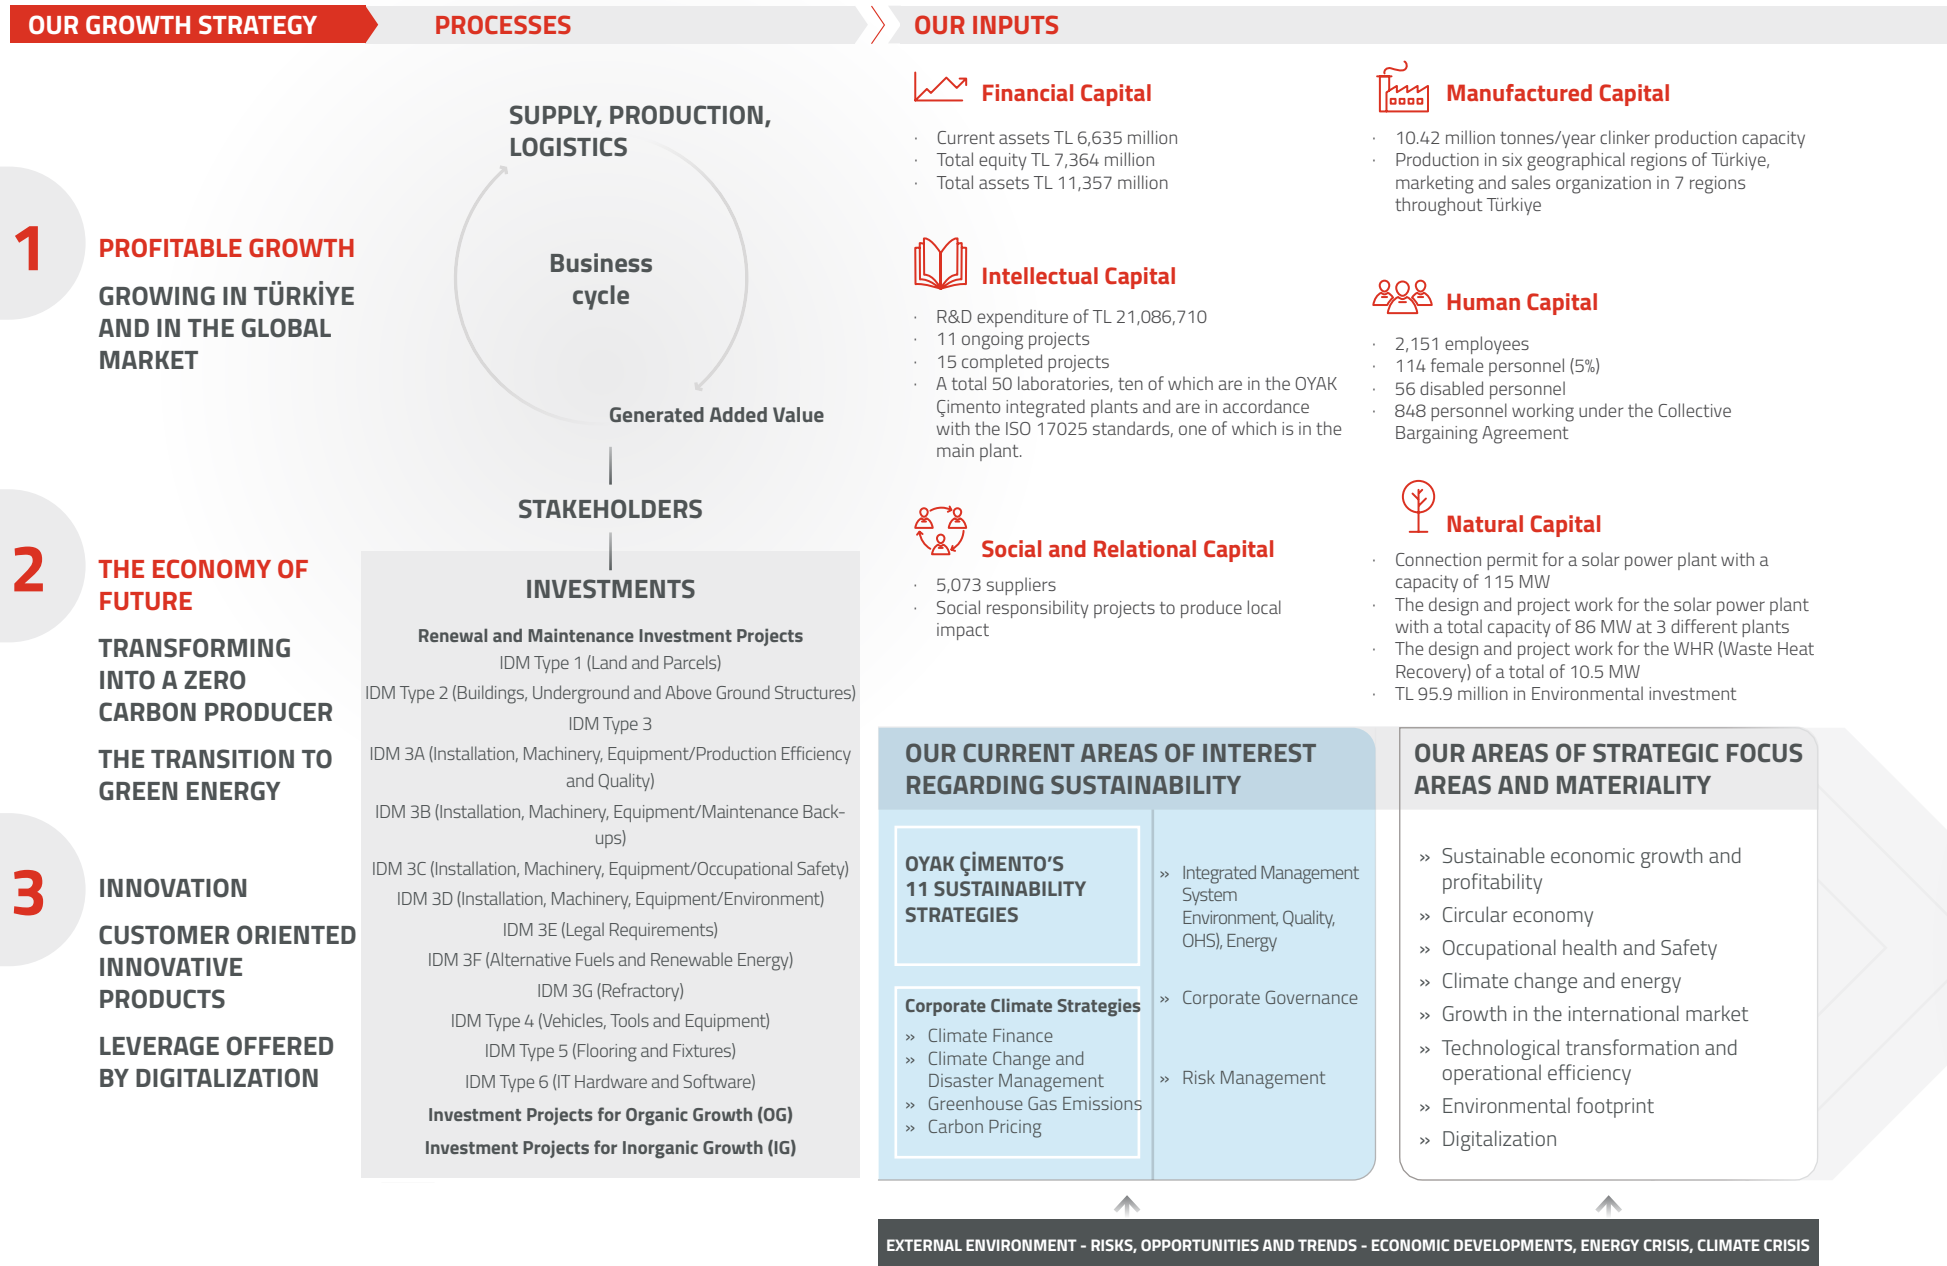 OUR GROWTH STRATEGY
PROCESSES
OUR INPUTS
1
PROFITABLE GROWTH
GROWING IN TÜRKİYE
AND IN THE GLOBAL
MARKET
2
THE ECONOMY OF
FUTURE
TRANSFORMING
INTO A ZERO
CARBON PRODUCER
THE TRANSITION TO
GREEN ENERGY
3
INNOVATION
CUSTOMER ORIENTED
INNOVATIVE
PRODUCTS
LEVERAGE OFFERED
BY DIGITALIZATION
SUPPLY, PRODUCTION,
LOGISTICS
Business
cycle
Generated Added Value
STAKEHOLDERS
INVESTMENTS
Renewal and Maintenance Investment Projects
IDM Type 1 (Land and Parcels)
IDM Type 2 (Buildings, Underground and Above Ground Structures)
IDM Type 3
IDM 3A (Installation, Machinery, Equipment/Production Efficiency
and Quality)
IDM 3B (Installation, Machinery, Equipment/Maintenance Back-
ups)
IDM 3C (Installation, Machinery, Equipment/Occupational Safety)
IDM 3D (Installation, Machinery, Equipment/Environment)
IDM 3E (Legal Requirements)
IDM 3F (Alternative Fuels and Renewable Energy)
IDM 3G (Refractory)
IDM Type 4 (Vehicles, Tools and Equipment)
IDM Type 5 (Flooring and Fixtures)
IDM Type 6 (IT Hardware and Software)
Investment Projects for Organic Growth (OG)
Investment Projects for Inorganic Growth (IG)
Financial Capital
· Current assets TL 6,635 million
· Total equity TL 7,364 million
· Total assets TL 11,357 million
Intellectual Capital
· R&D expenditure of TL 21,086,710
· 11 ongoing projects
· 15 completed projects
· A total 50 laboratories, ten of which are in the OYAK
Çimento integrated plants and are in accordance
with the ISO 17025 standards, one of which is in the
main plant.
Social and Relational Capital
· 5,073 suppliers
· Social responsibility projects to produce local
impact
Manufactured Capital
· 10.42 million tonnes/year clinker production capacity
· Production in six geographical regions of Türkiye,
marketing and sales organization in 7 regions
throughout Türkiye
Human Capital
· 2,151 employees
· 114 female personnel (5%)
· 56 disabled personnel
· 848 personnel working under the Collective
Bargaining Agreement
Natural Capital
· Connection permit for a solar power plant with a
capacity of 115 MW
· The design and project work for the solar power plant
with a total capacity of 86 MW at 3 different plants
· The design and project work for the WHR (Waste Heat
Recovery) of a total of 10.5 MW
· TL 95.9 million in Environmental investment
OUR CURRENT AREAS OF INTEREST
REGARDING SUSTAINABILITY
OYAK ÇİMENTO'S
11 SUSTAINABILITY
STRATEGIES
Corporate Climate Strategies
» Climate Finance
» Climate Change and
Disaster Management
» Greenhouse Gas Emissions
» Carbon Pricing
» Integrated Management
System
Environment, Quality,
OHS), Energy
» Corporate Governance
» Risk Management
OUR AREAS OF STRATEGIC FOCUS
AREAS AND MATERIALITY
» Sustainable economic growth and
profitability
» Circular economy
» Occupational health and Safety
» Climate change and energy
» Growth in the international market
» Technological transformation and
operational efficiency
» Environmental footprint
» Digitalization
EXTERNAL ENVIRONMENT - RISKS, OPPORTUNITIES AND TRENDS - ECONOMIC DEVELOPMENTS, ENERGY CRISIS, CLIMATE CRISIS